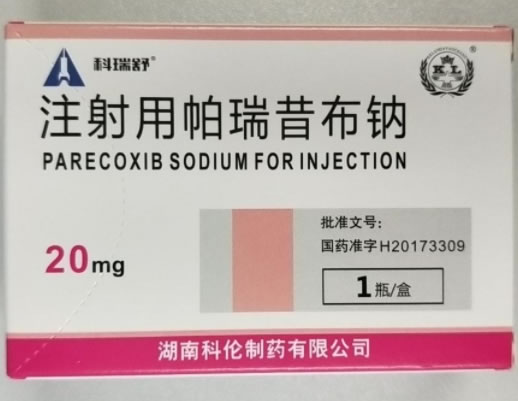 科瑞舒®
KL
®
注射用帕瑞昔布钠
PARECOXIB SODIUM FOR INJECTION
20mg
批准文号:
国药准字H20173309
1瓶/盒
湖南科伦制药有限公司